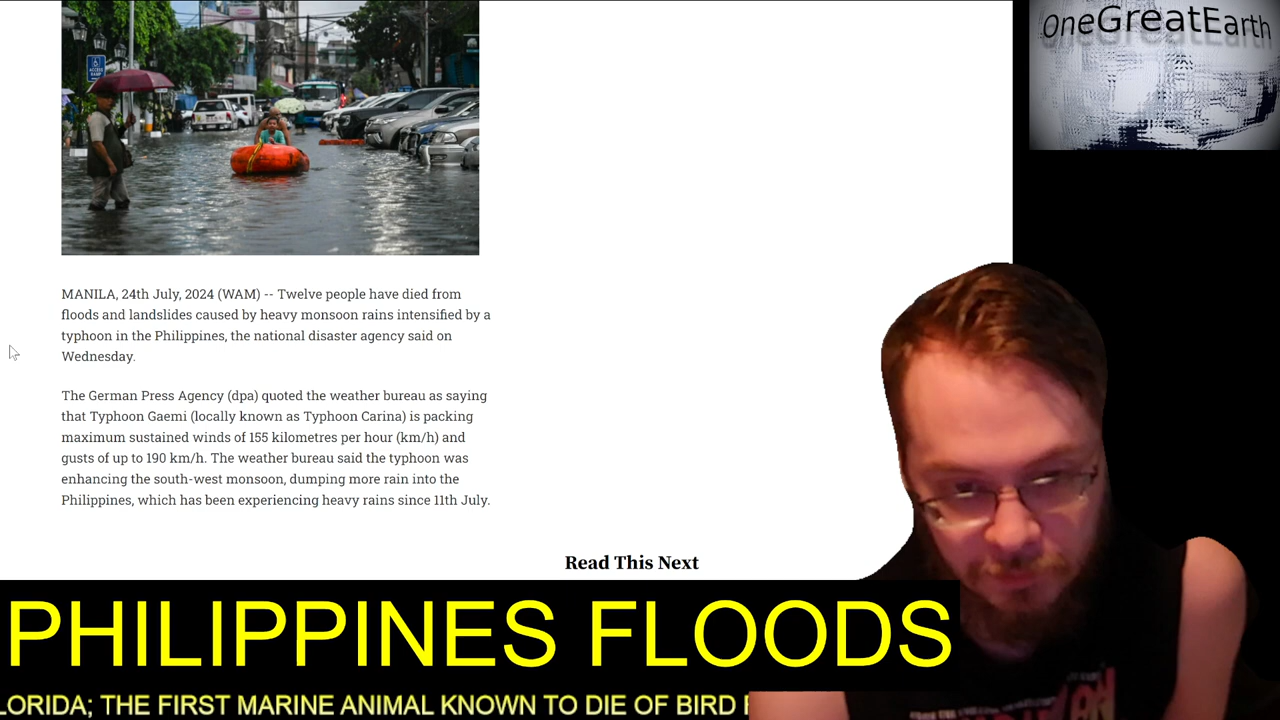 OneGreatEarth
MANILA, 24th July, 2024 (WAM) -- Twelve people have died from
floods and landslides caused by heavy monsoon rains intensified by a
typhoon in the Philippines, the national disaster agency said on
Wednesday.
The German Press Agency (dpa) quoted the weather bureau as saying
that Typhoon Gaemi (locally known as Typhoon Carina) is packing
maximum sustained winds of 155 kilometres per hour (km/h) and
gusts of up to 190 km/h. The weather bureau said the typhoon was
enhancing the south-west monsoon, dumping more rain into the
Philippines, which has been experiencing heavy rains since 11th July.
Read This Next
PHILIPPINES FLOODS
LORIDA; THE FIRST MARINE ANIMAL KNOWN TO DIE OF BIRD